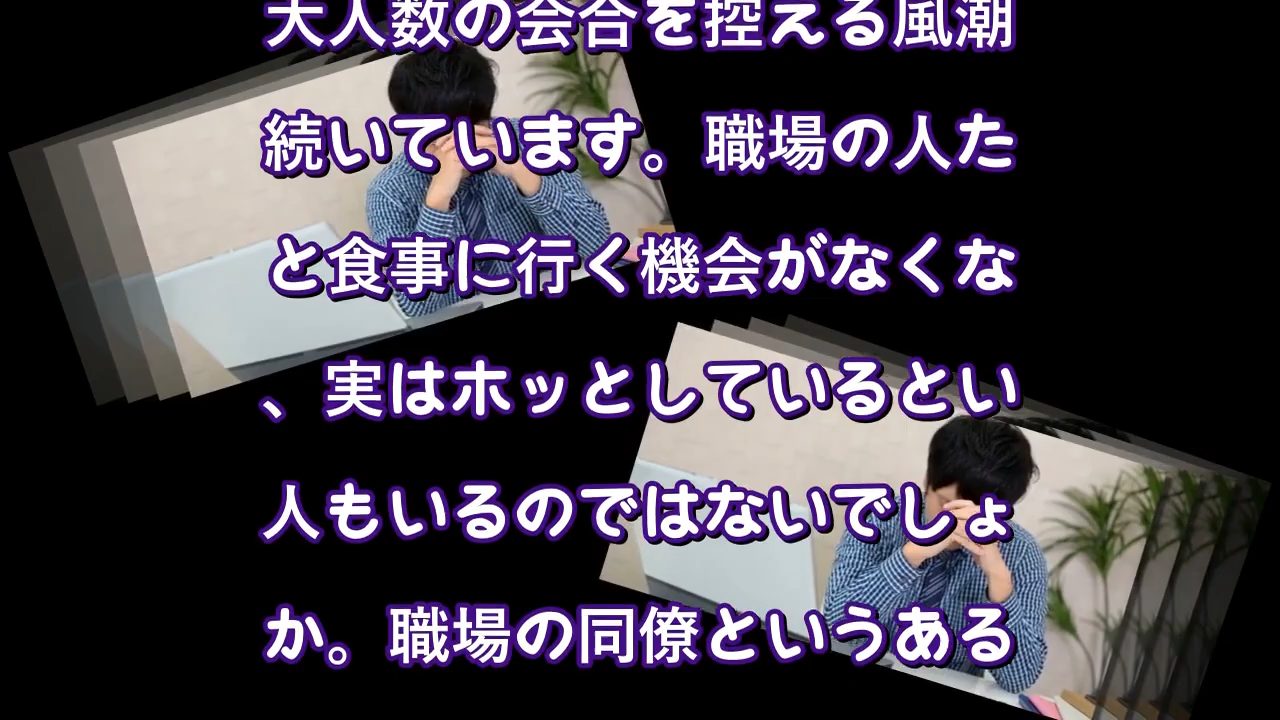 大人数の会合を控える風潮
続いています。職場の人た
と食事に行く機会がなくな
、実はホッとしているとい
人もいるのではないでしょ
か。職場の同僚というある